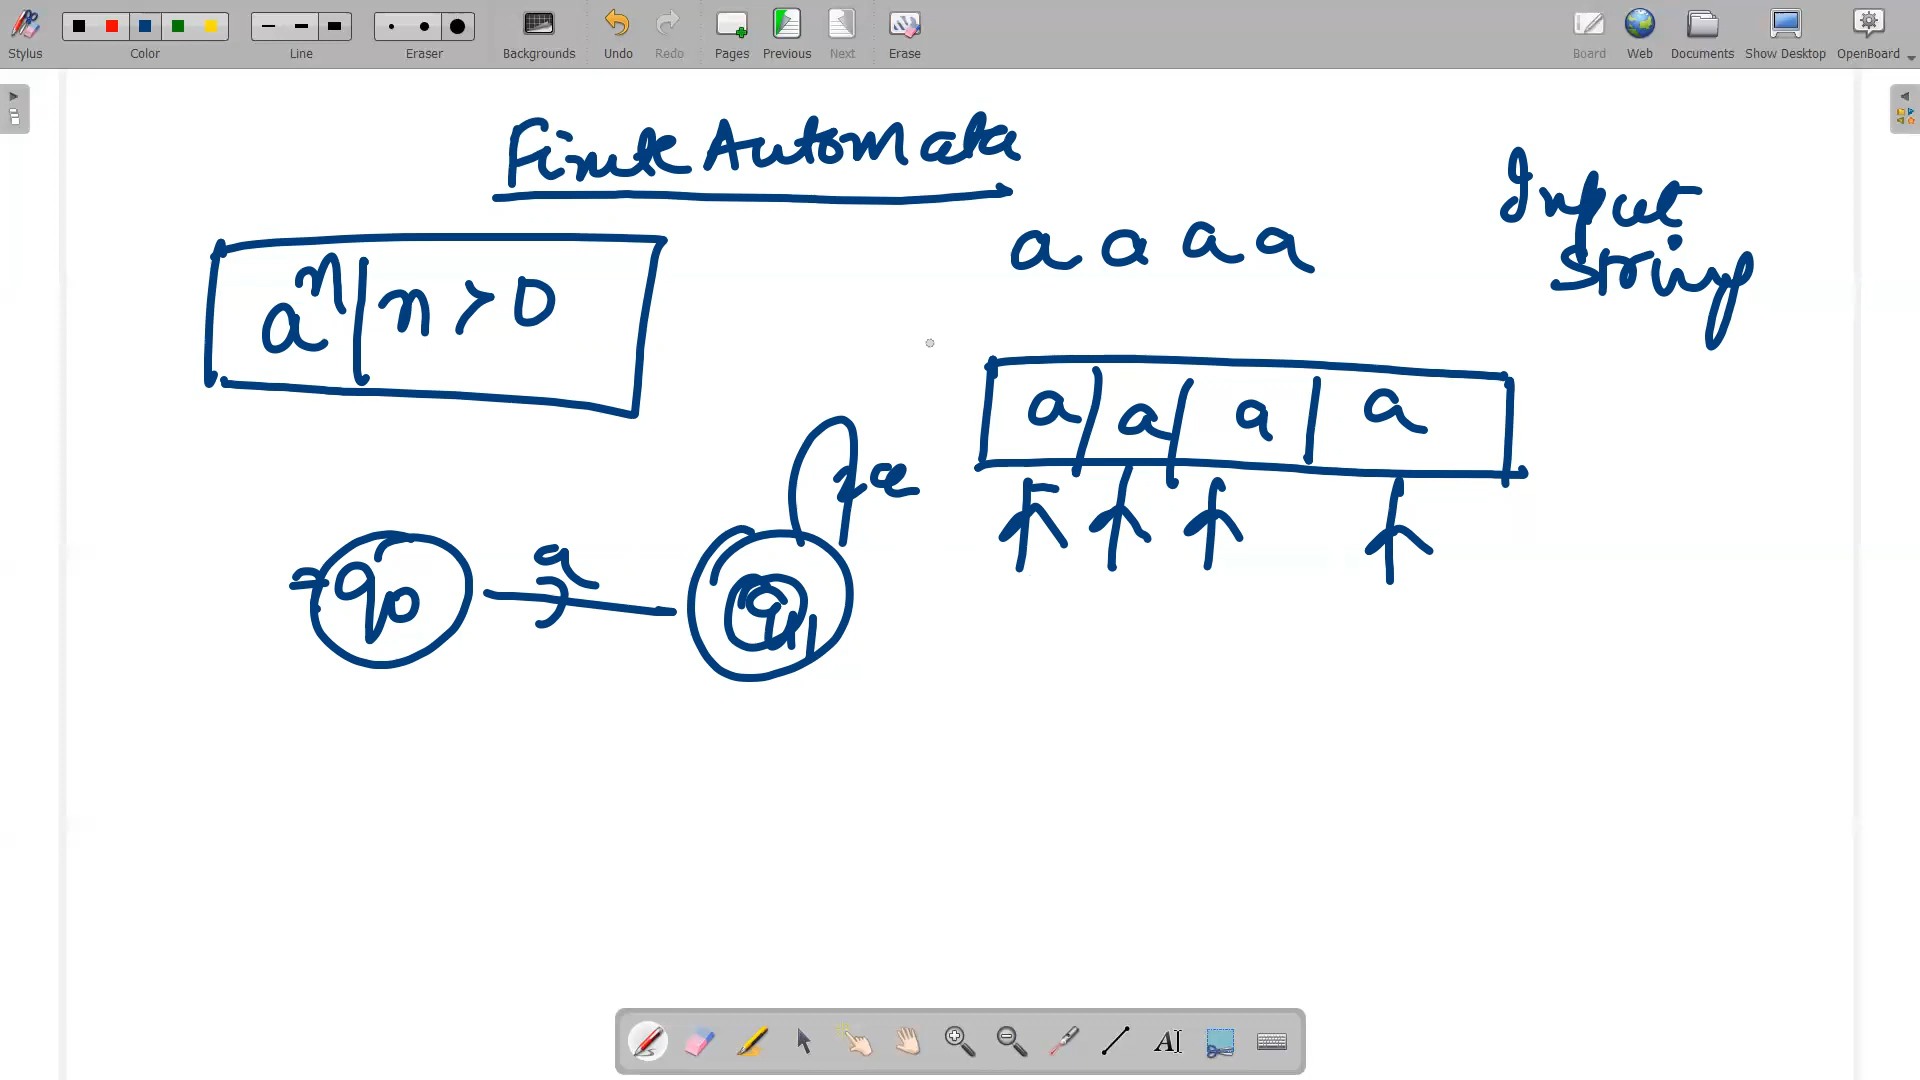 Stylus
Color
Line
Eraser
Backgrounds
Undo
Redo
Pages
Previous
Next
Erase
Board
Web
Documents
Show Desktop
OpenBoard
Finite Automata
Input
String
a a a a
aⁿ | n > 0
a a a a
a
a
q₀
q₁